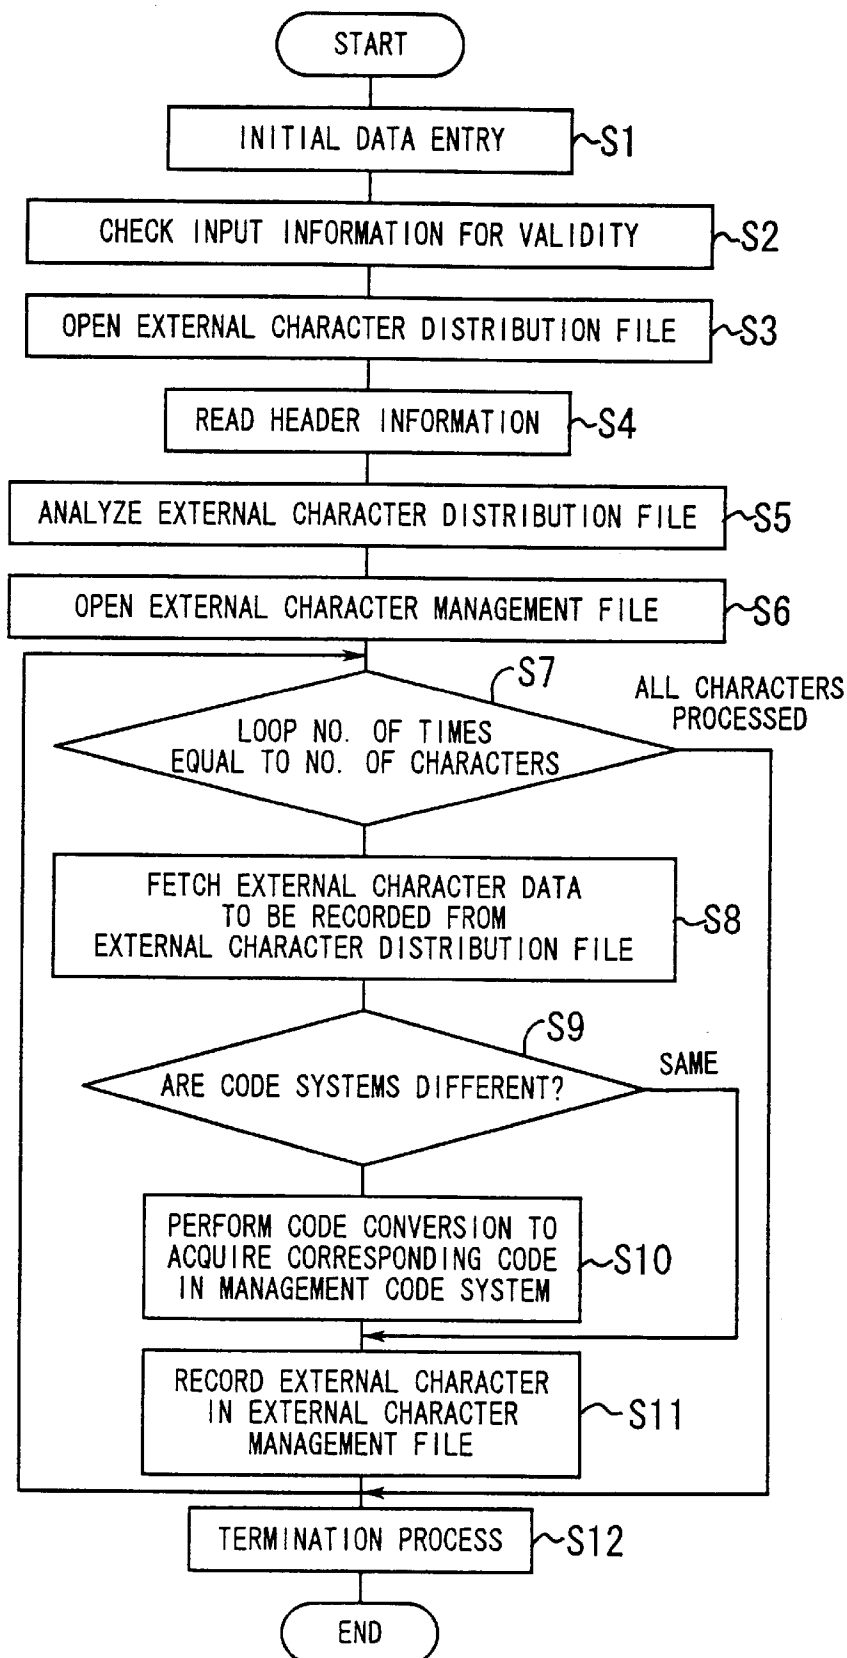 START
INITIAL DATA ENTRY
S1
CHECK INPUT INFORMATION FOR VALIDITY
S2
OPEN EXTERNAL CHARACTER DISTRIBUTION FILE
S3
READ HEADER INFORMATION
S4
ANALYZE EXTERNAL CHARACTER DISTRIBUTION FILE
S5
OPEN EXTERNAL CHARACTER MANAGEMENT FILE
S6
S7
ALL CHARACTERS
PROCESSED
LOOP NO. OF TIMES
EQUAL TO NO. OF CHARACTERS
FETCH EXTERNAL CHARACTER DATA
TO BE RECORDED FROM
EXTERNAL CHARACTER DISTRIBUTION FILE
S8
S9
SAME
ARE CODE SYSTEMS DIFFERENT?
PERFORM CODE CONVERSION TO
ACQUIRE CORRESPONDING CODE
IN MANAGEMENT CODE SYSTEM
S10
RECORD EXTERNAL CHARACTER
IN EXTERNAL CHARACTER
MANAGEMENT FILE
S11
TERMINATION PROCESS
S12
END